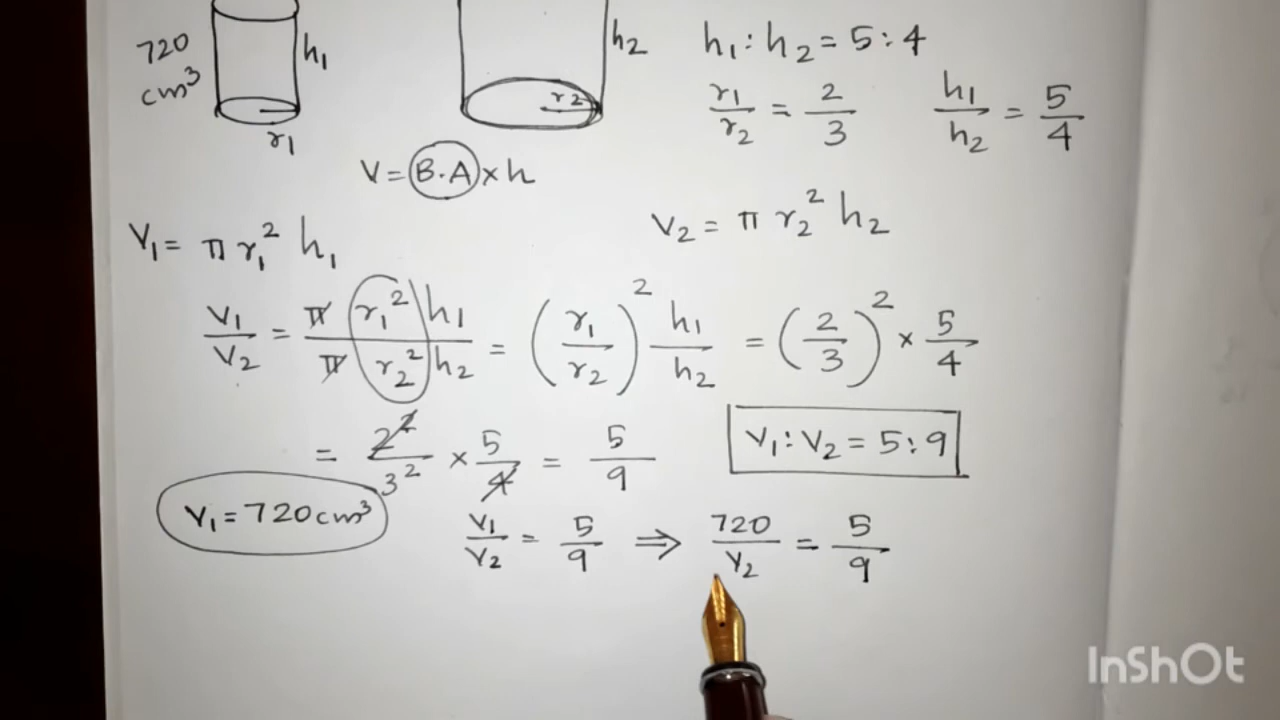 720 cm³ h₁ r₁
h₂ r₂
h₁ : h₂ = 5 : 4
r₁/r₂ = 2/3 h₁/h₂ = 5/4
V = B.A × h
V₁ = π r₁² h₁ V₂ = π r₂² h₂
V₁/V₂ = π r₁² h₁ / π r₂² h₂ = (r₁/r₂)² h₁/h₂ = (2/3)² × 5/4
= 2²/3² × 5/4 = 5/9 V₁ : V₂ = 5 : 9
V₁ = 720 cm³ V₁/V₂ = 5/9 ⇒ 720/V₂ = 5/9
InShOt